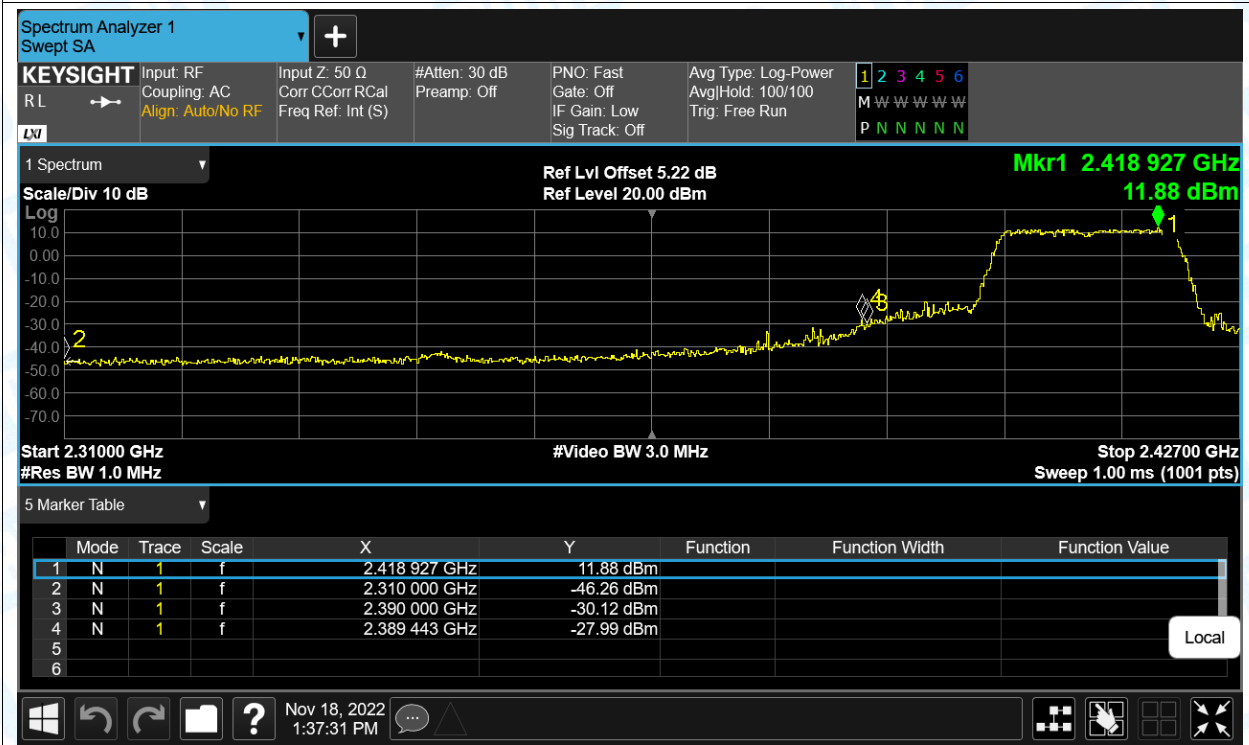 Spectrum Analyzer 1
Swept SA
KEYSIGHT
R L
LXI
Input: RF
Coupling: AC
Align: Auto/No RF
Input Z: 50 Ω
Corr CCorr RCal
Freq Ref: Int (S)
#Atten: 30 dB
Preamp: Off
PNO: Fast
Gate: Off
IF Gain: Low
Sig Track: Off
Avg Type: Log-Power
Avg|Hold: 100/100
Trig: Free Run
1 2 3 4 5 6
M W W W W W W
P N N N N N
1 Spectrum
Scale/Div 10 dB
Ref Lvl Offset 5.22 dB
Ref Level 20.00 dBm
Mkr1 2.418 927 GHz
11.88 dBm
Log
10.0
0.00
-10.0
-20.0
-30.0
-40.0
-50.0
-60.0
-70.0
2
4
3
1
Start 2.31000 GHz
#Video BW 3.0 MHz
Stop 2.42700 GHz
#Res BW 1.0 MHz
Sweep 1.00 ms (1001 pts)
5 Marker Table
Mode Trace Scale X Y Function Function Width Function Value
1 N 1 f 2.418 927 GHz 11.88 dBm
2 N 1 f 2.310 000 GHz -46.26 dBm
3 N 1 f 2.390 000 GHz -30.12 dBm
4 N 1 f 2.389 443 GHz -27.99 dBm
5
6
Local
?
Nov 18, 2022
1:37:31 PM